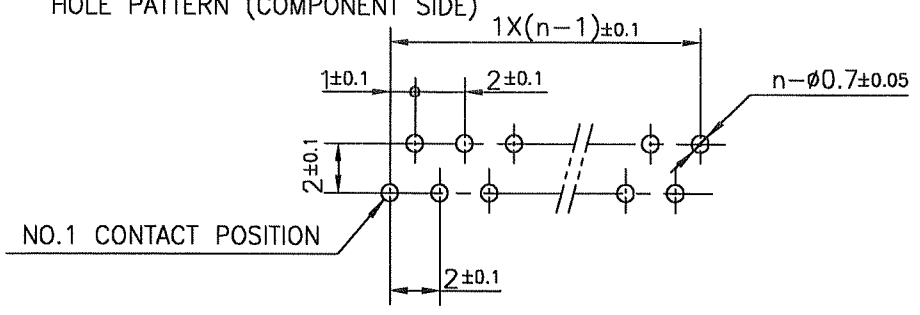 HOLE PATTERN (COMPONENT SIDE)
1X(n-1)±0.1
1±0.1
2±0.1
n-ø0.7±0.05
2±0.1
NO.1 CONTACT POSITION
2±0.1